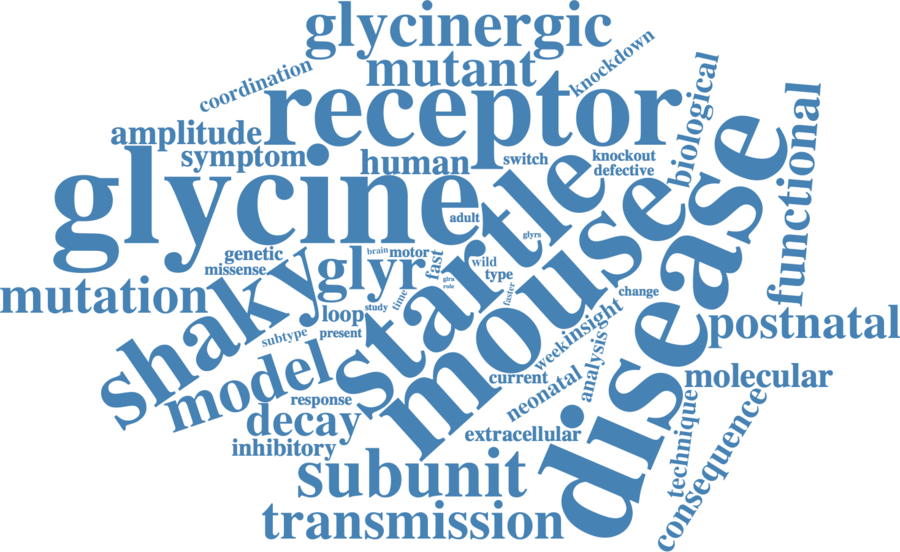 glycinergic
knockdown
mutant
coordination
receptor
biological
functional
amplitude
symptom
human
switch
knockout
defective
glycine
adult
startle
mouse
disease
glyrs
genetic
missense
brain
motor
fast
wild
type
shaky
glyr
glra
role
time
faster
change
mutation
loop
study
present
subtype
insight
postnatal
model
week
current
analysis
molecular
response
neonatal
decay
inhibitory
extracellular
technique
consequence
subunit
transmission